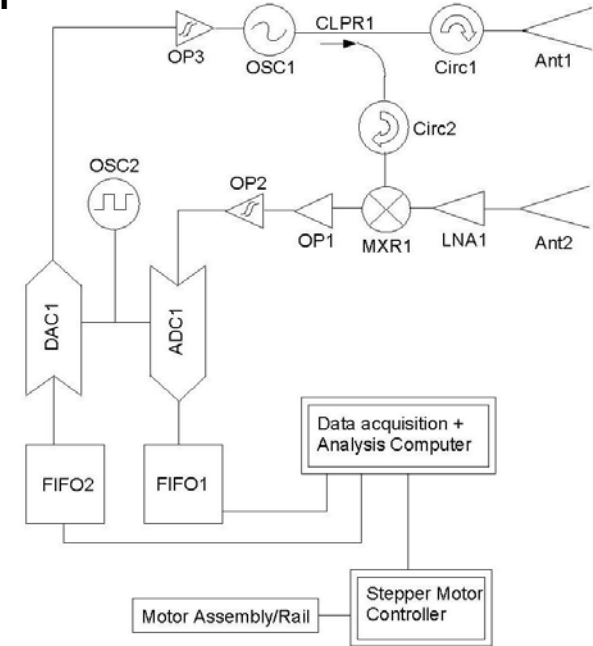 CLPR1
OP3
OSC1
Circ1
Ant1
Circ2
OSC2
OP2
OP1
MXR1
LNA1
Ant2
DAC1
ADC1
Data acquisition +
Analysis Computer
FIFO2
FIFO1
Stepper Motor
Controller
Motor Assembly/Rail